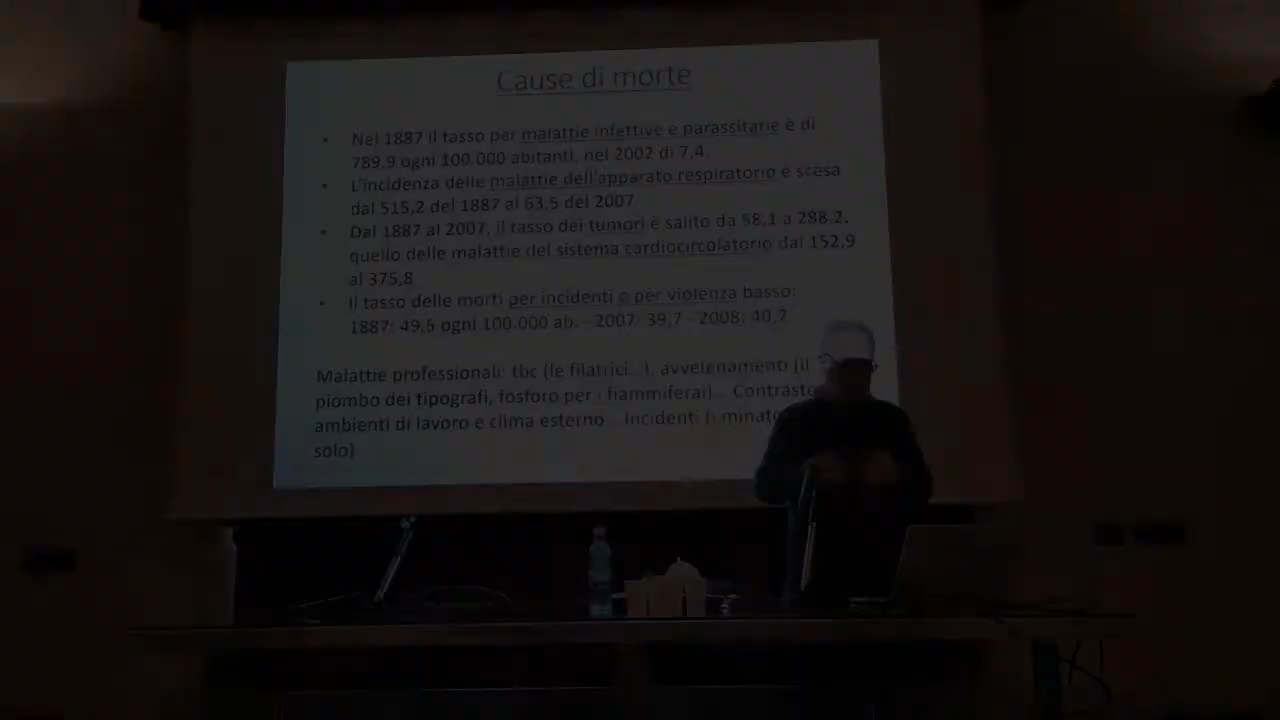 Cause di morte
• Nel 1887 il tasso per malattie infettive e parassitarie è di
789,9 ogni 100.000 abitanti, nel 2002 di 7,4.
• L'incidenza delle malattie dell'apparato respiratorio è scesa
dal 515,2 del 1887 al 63,5 del 2007
• Dal 1887 al 2007, il tasso dei tumori è salito da 58,1 a 288,2,
quello delle malattie del sistema cardiocircolatorio dal 152,9
al 375,8
• Il tasso delle morti per incidenti o per violenza basso:
1887: 49,5 ogni 100.000 ab. - 2007: 39,7 - 2008: 40,7
Malattie professionali: tbc (le filatrici...), avvelenamenti (il
piombo dei tipografi, fosforo per i fiammiferai)... Contrasto
ambienti di lavoro e clima esterno... Incidenti (i
solo)